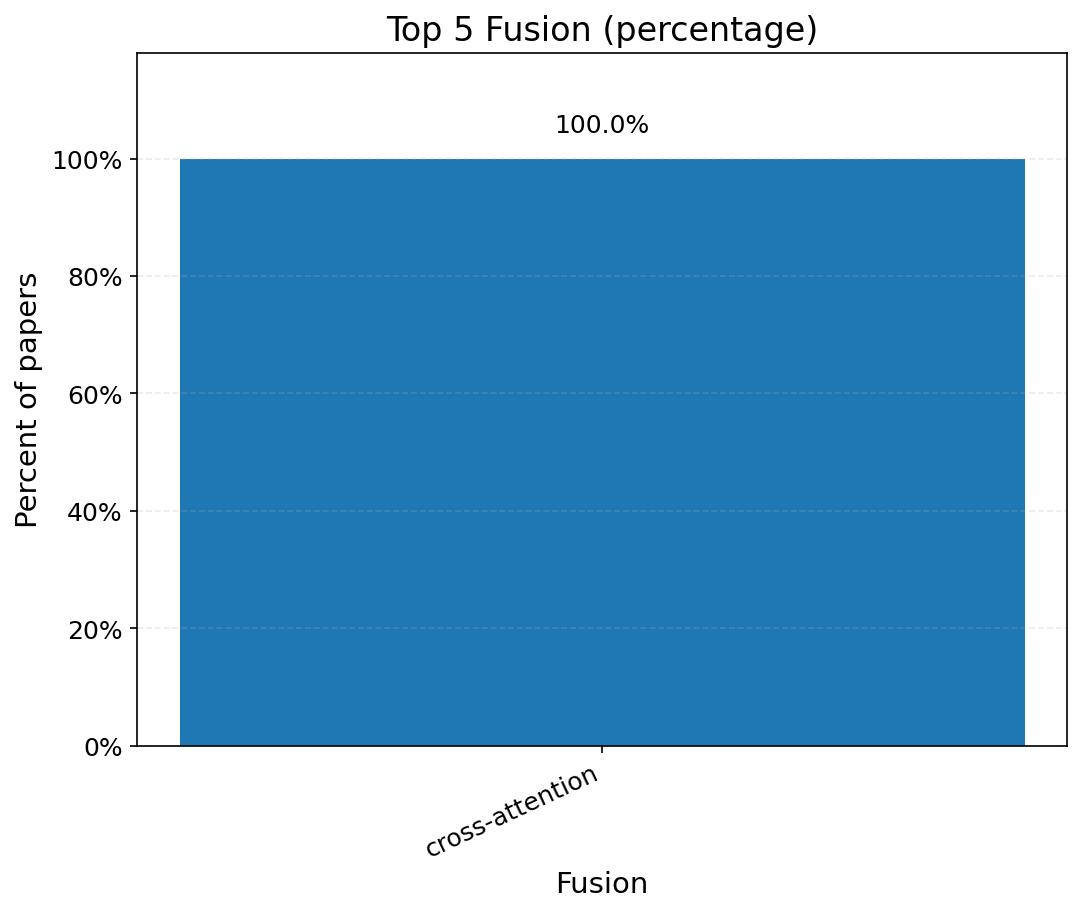 Top 5 Fusion (percentage)
100.0%
100%
80%
60%
40%
20%
0%
Percent of papers
cross-attention
Fusion